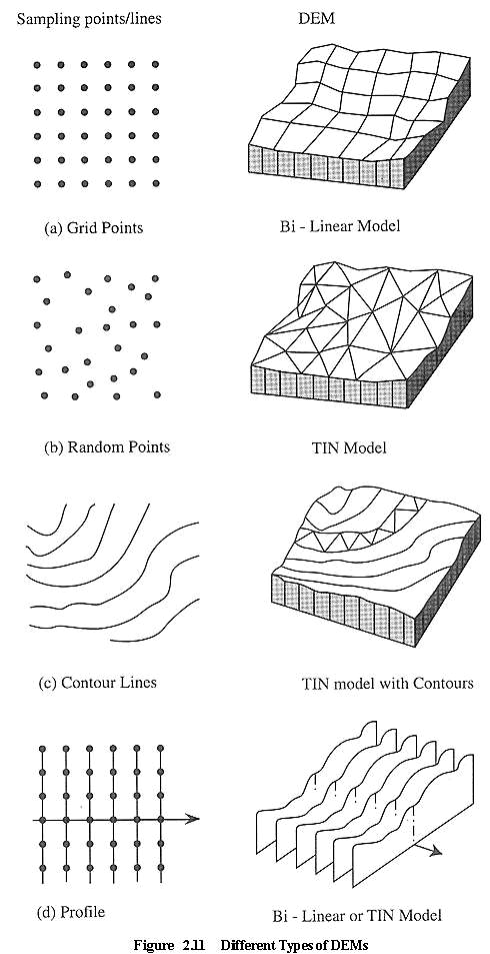 Sampling points/lines DEM
(a) Grid Points Bi - Linear Model
(b) Random Points TIN Model
(c) Contour Lines TIN model with Contours
(d) Profile Bi - Linear or TIN Model
Figure 2.11 Different Types of DEMs